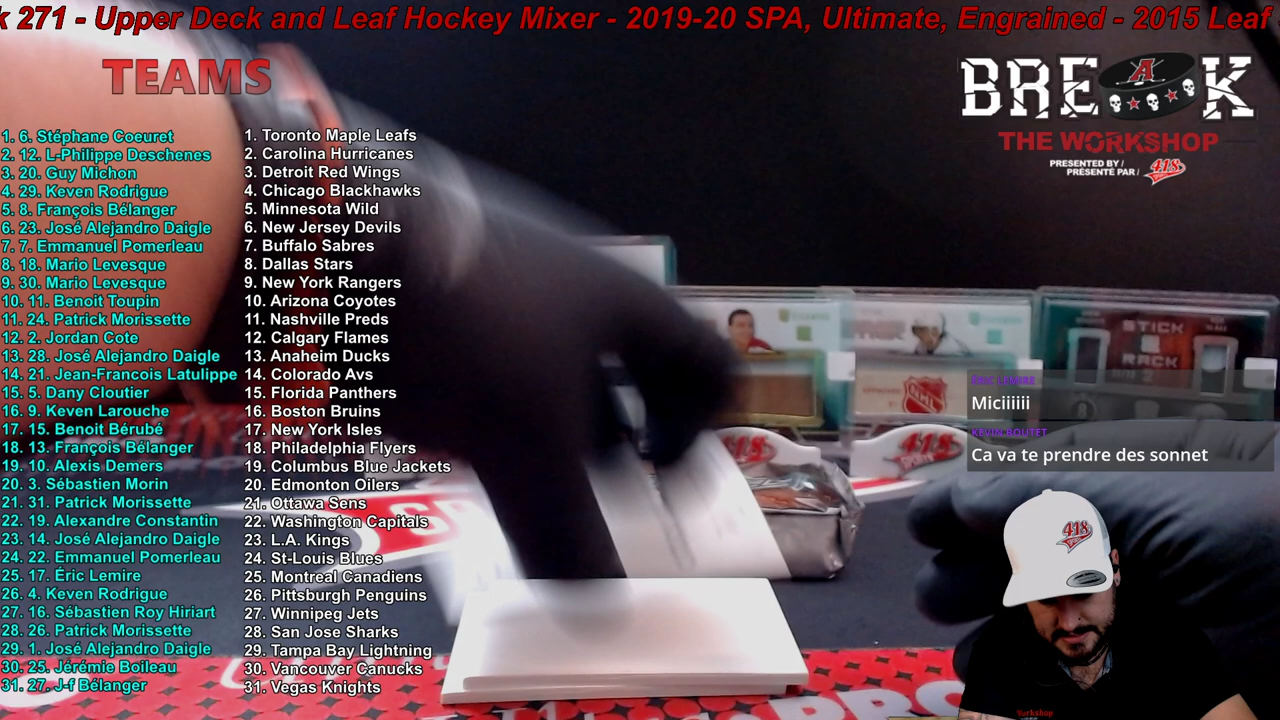 k 271 - Upper Deck and Leaf Hockey Mixer - 2019-20 SPA, Ultimate, Engrained - 2015 Leaf
TEAMS
BRE K
A
THE WORKSHOP
PRESENTED BY /
PRÉSENTÉ PAR /
418
1. 6. Stéphane Coeuret
2. 12. L-Philippe Deschenes
3. 20. Guy Michon
4. 29. Keven Rodrigue
5. 8. François Bélanger
6. 23. José Alejandro Daigle
7. 7. Emmanuel Pomerleau
8. 18. Mario Levesque
9. 30. Mario Levesque
10. 11. Benoit Toupin
11. 24. Patrick Morissette
12. 2. Jordan Cote
13. 28. José Alejandro Daigle
14. 21. Jean-Francois Latulippe
15. 5. Dany Cloutier
16. 9. Keven Larouche
17. 15. Benoit Bérubé
18. 13. François Bélanger
19. 10. Alexis Demers
20. 3. Sébastien Morin
21. 31. Patrick Morissette
22. 19. Alexandre Constantin
23. 14. José Alejandro Daigle
24. 22. Emmanuel Pomerleau
25. 17. Éric Lemire
26. 4. Keven Rodrigue
27. 16. Sébastien Roy Hiriart
28. 26. Patrick Morissette
29. 1. José Alejandro Daigle
30. 25. Jérémie Boileau
31. 27. J-f Bélanger
1. Toronto Maple Leafs
2. Carolina Hurricanes
3. Detroit Red Wings
4. Chicago Blackhawks
5. Minnesota Wild
6. New Jersey Devils
7. Buffalo Sabres
8. Dallas Stars
9. New York Rangers
10. Arizona Coyotes
11. Nashville Preds
12. Calgary Flames
13. Anaheim Ducks
14. Colorado Avs
15. Florida Panthers
16. Boston Bruins
17. New York Isles
18. Philadelphia Flyers
19. Columbus Blue Jackets
20. Edmonton Oilers
21. Ottawa Sens
22. Washington Capitals
23. L.A. Kings
24. St-Louis Blues
25. Montreal Canadiens
26. Pittsburgh Penguins
27. Winnipeg Jets
28. San Jose Sharks
29. Tampa Bay Lightning
30. Vancouver Canucks
31. Vegas Knights
STICK
RACK
NHL
ÉRIC LEMIRE
Miciiiiii
KEVIN BOUTET
Ca va te prendre des sonnet
418
418
418
Workshop